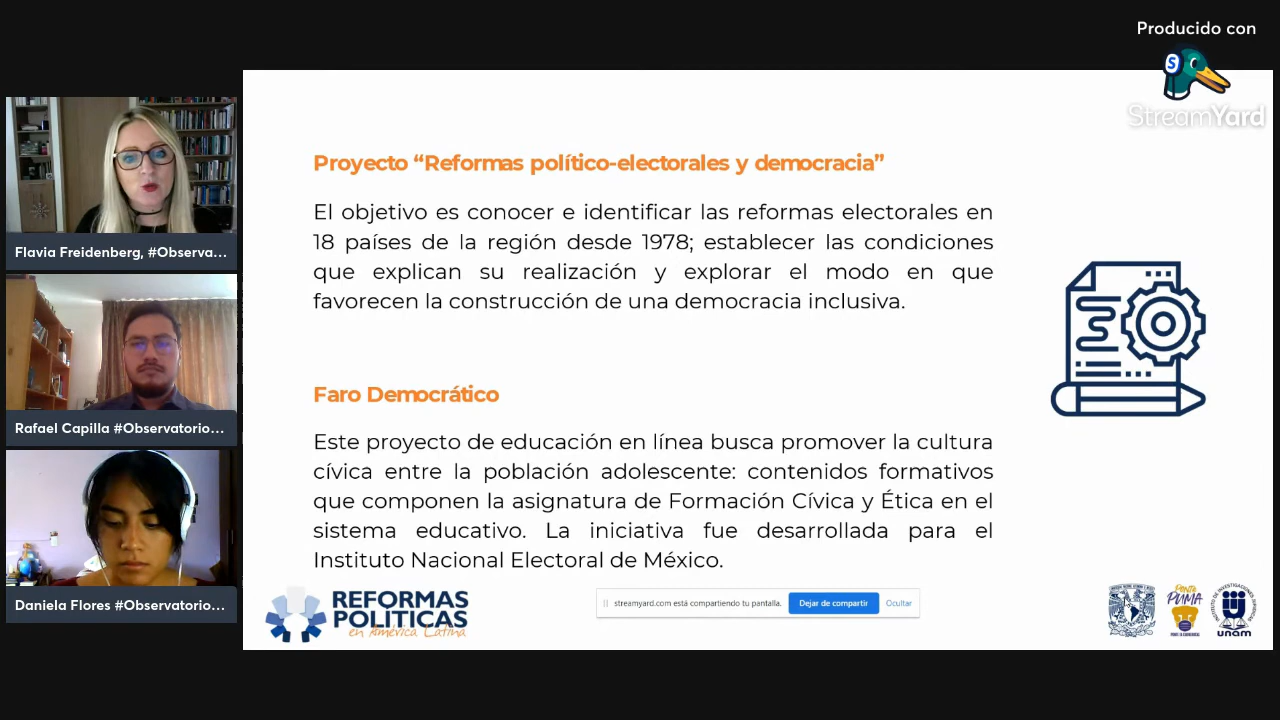 Producido con
StreamYard
Proyecto “Reformas político-electorales y democracia”
El objetivo es conocer e identificar las reformas electorales en
18 países de la región desde 1978; establecer las condiciones
que explican su realización y explorar el modo en que
favorecen la construcción de una democracia inclusiva.
Faro Democrático
Este proyecto de educación en línea busca promover la cultura
cívica entre la población adolescente: contenidos formativos
que componen la asignatura de Formación Cívica y Ética en el
sistema educativo. La iniciativa fue desarrollada para el
Instituto Nacional Electoral de México.
Flavia Freidenberg, #Observa...
Rafael Capilla #Observatorio...
Daniela Flores #Observatorio...
REFORMAS
POLÍTICAS
en América Latina
streamyard.com está compartiendo tu pantalla.
Dejar de compartir
Ocultar
PONTE
PUMA
UNAM